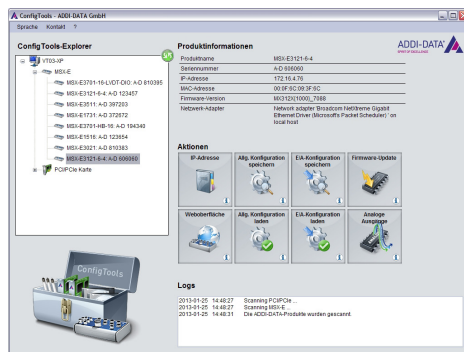 ConfigTools - ADDI-DATA GmbH
Sprache Kontakt ?
ConfigTools-Explorer
VT03-XP
MSX-E
MSX-E3701-16-LVDT-DIO: A-D 810395
MSX-E3121-6-4: A-D 123457
MSX-E3511: A-D 397203
MSX-E1731: A-D 372672
MSX-E3701-HB-16: A-D 194340
MSX-E1516: A-D 123654
MSX-E3021: A-D 810383
MSX-E3121-6-4: A-D 606060
PCI/PCIe Karte
ConfigTools
Produktinformationen
ADDI-DATA
SPIRIT OF EXCELLENCE
Produktname MSX-E3121-6-4
Seriennummer A-D 606060
IP-Adresse 172.16.4.76
MAC-Adresse 00:0F:6C:09:3F:6C
Firmware-Version MX312X(1000)_7088
Netzwerk-Adapter Network adapter 'Broadcom NetXtreme Gigabit
Ethernet Driver (Microsoft's Packet Scheduler) ' on
local host
Aktionen
IP-Adresse
Allg. Konfiguration
speichern
E/A-Konfiguration
speichern
Firmware-Update
Weboberfläche
Allg. Konfiguration
laden
E/A-Konfiguration
laden
Analoge
Ausgänge
Logs
2013-01-25 14:48:27 Scanning PCI/PCIe ...
2013-01-25 14:48:27 Scanning MSX-E ...
2013-01-25 14:48:31 Die ADDI-DATA-Produkte wurden gescannt.